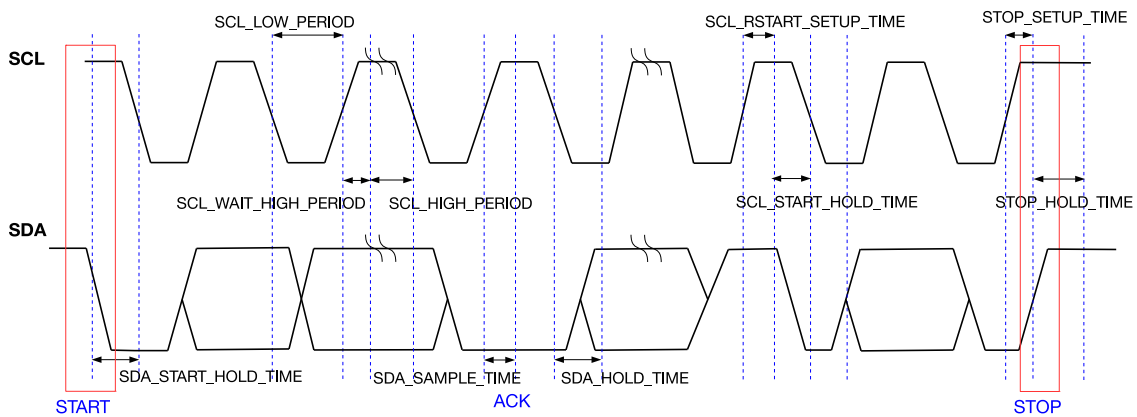 SCL_LOW_PERIOD
SCL_RSTART_SETUP_TIME
STOP_SETUP_TIME
SCL
SCL_WAIT_HIGH_PERIOD
SCL_HIGH_PERIOD
SCL_START_HOLD_TIME
STOP_HOLD_TIME
SDA
SDA_START_HOLD_TIME
SDA_SAMPLE_TIME
SDA_HOLD_TIME
START
ACK
STOP